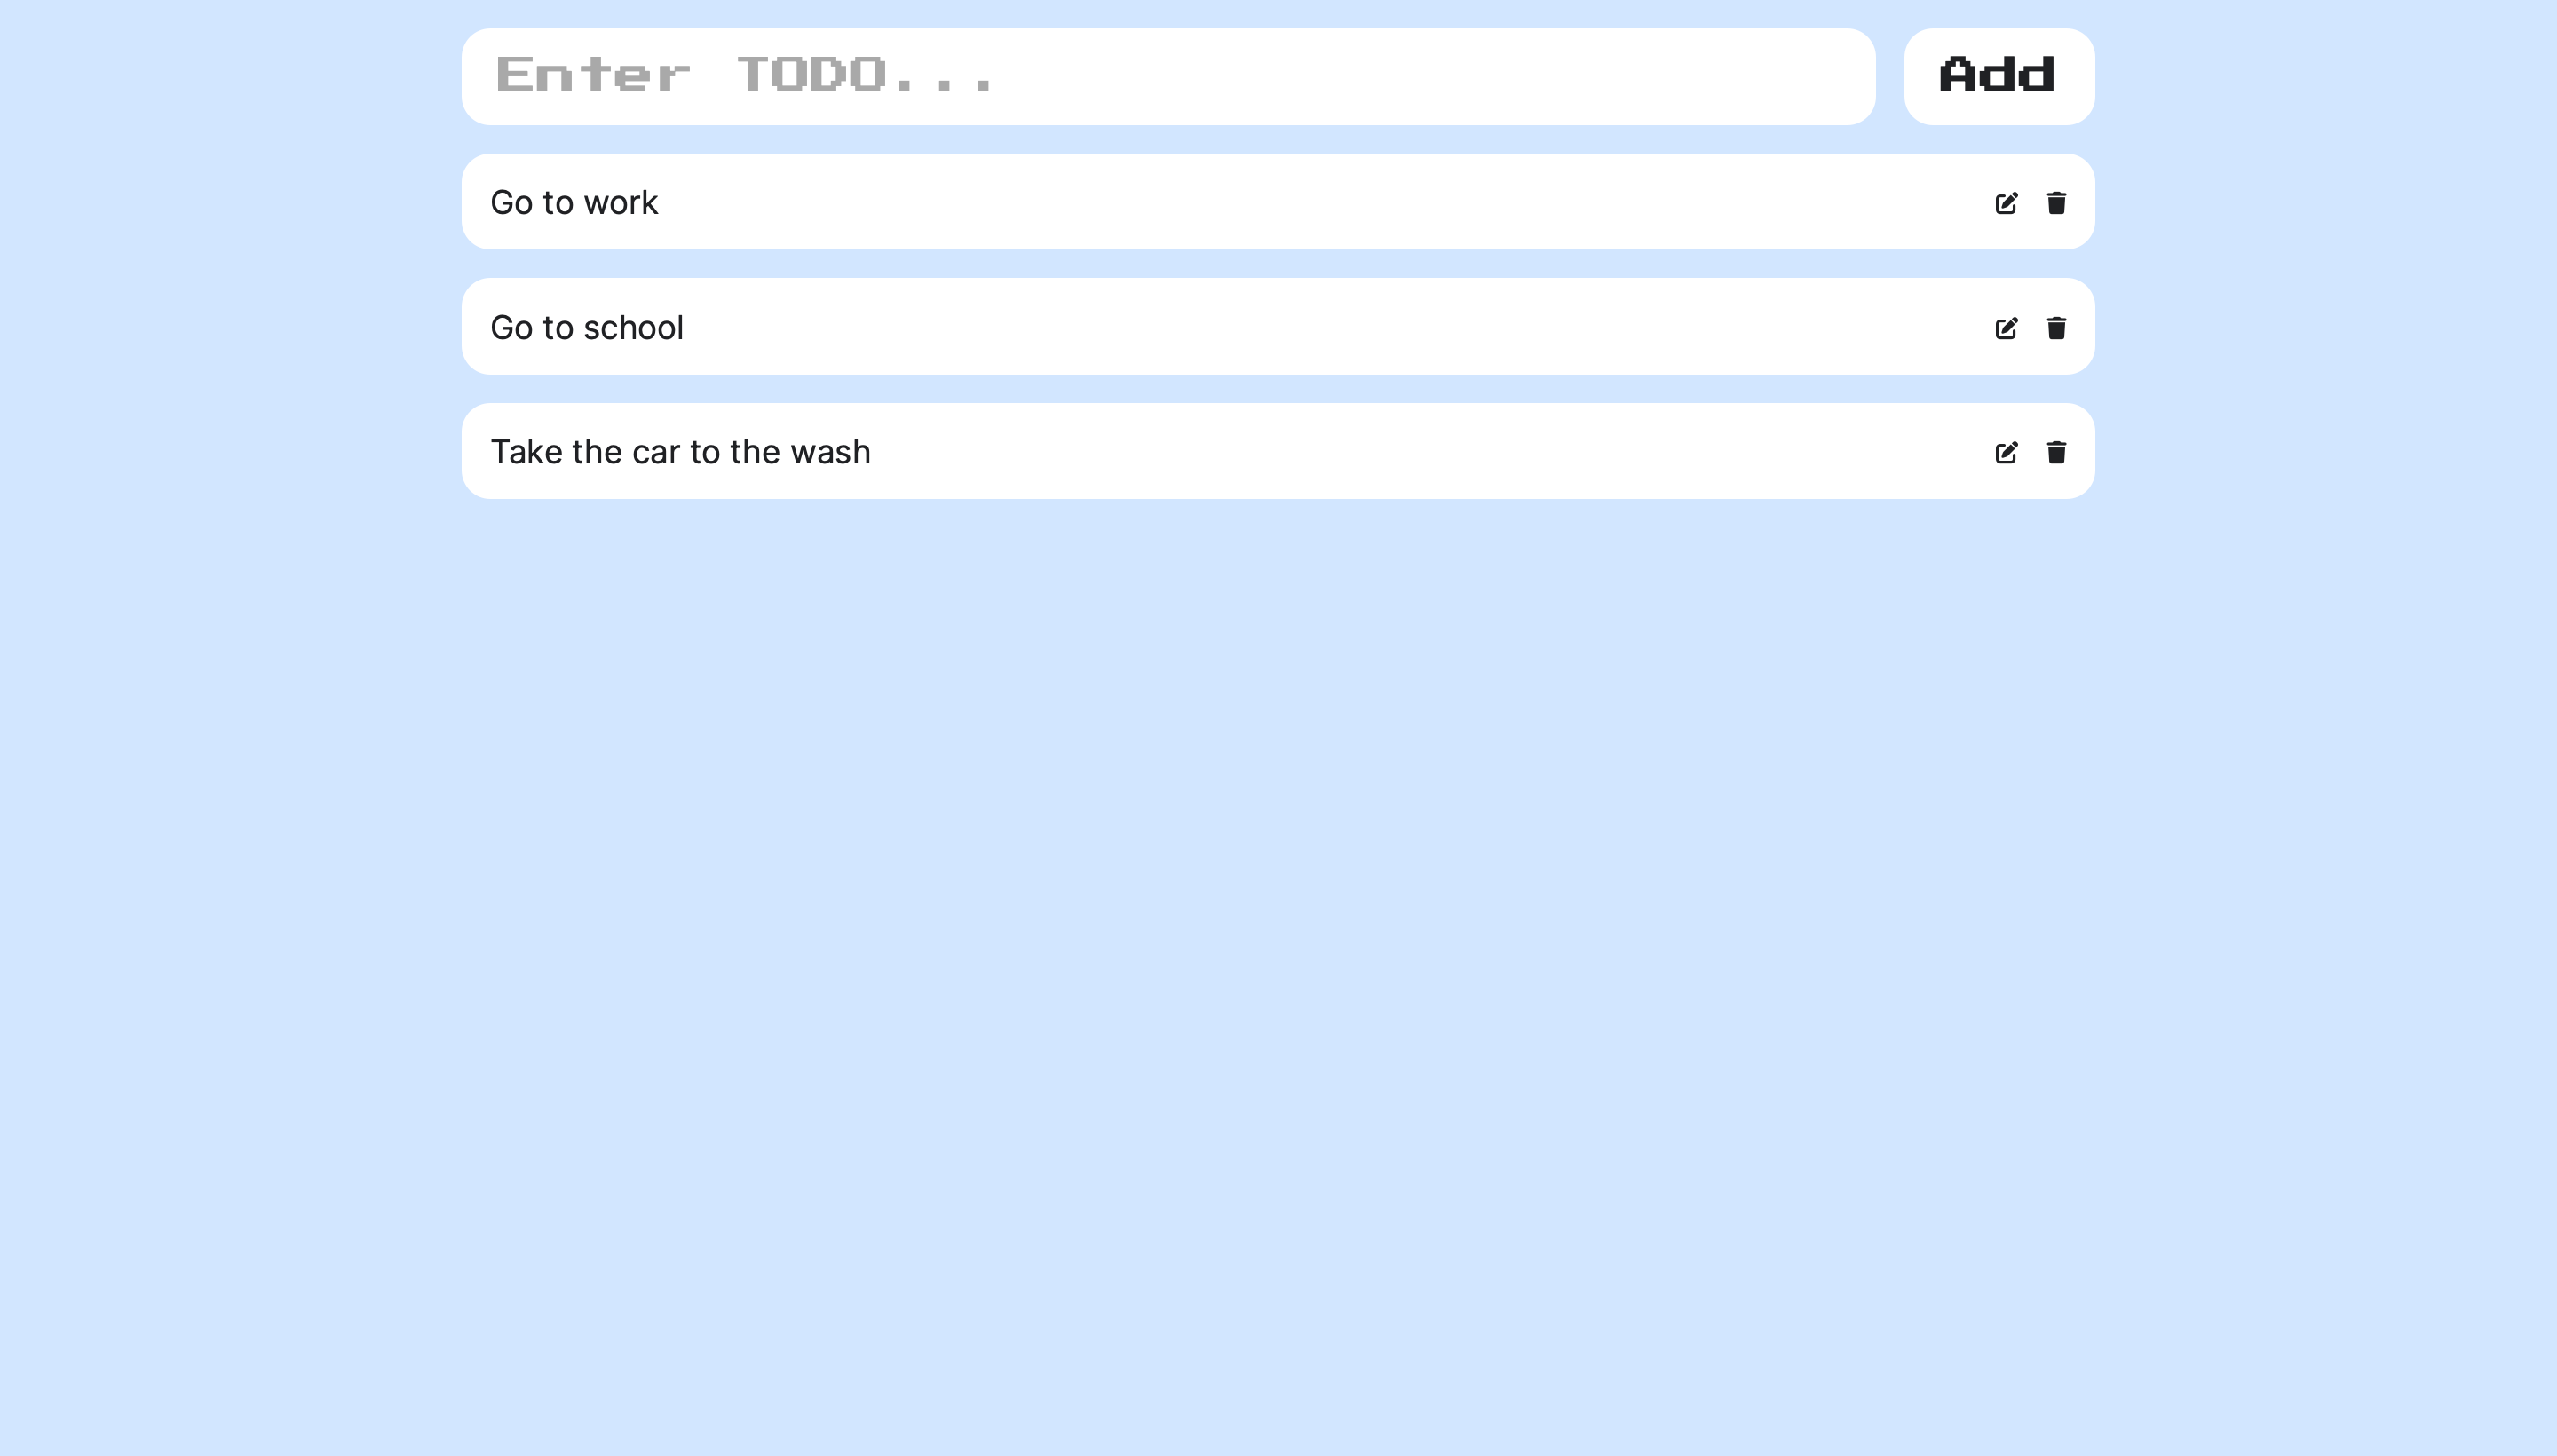 Enter TODO... Add
Go to work
Go to school
Take the car to the wash